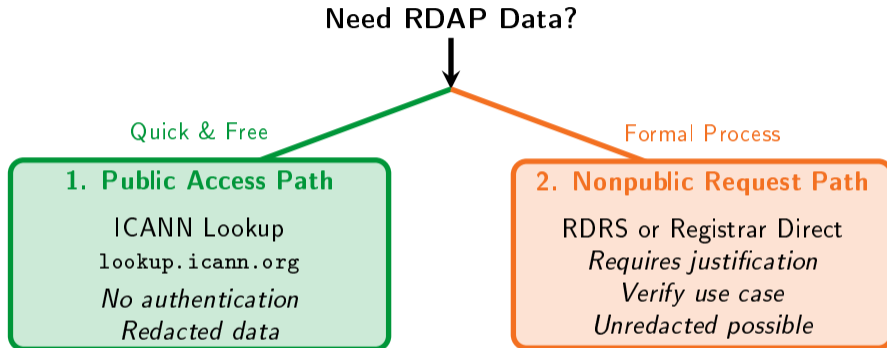 Need RDAP Data?
Quick & Free
Formal Process
1. Public Access Path
ICANN Lookup
lookup.icann.org
No authentication
Redacted data
2. Nonpublic Request Path
RDRS or Registrar Direct
Requires justification
Verify use case
Unredacted possible